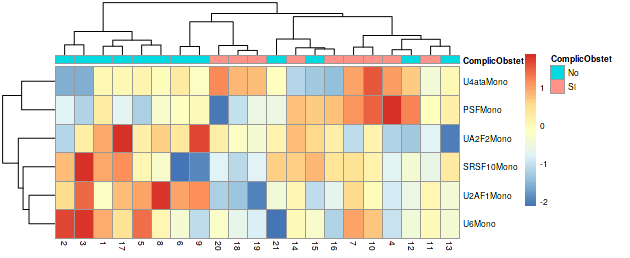 ComplicObstet
U4ataMono
PSFMono
UA2F2Mono
SRSF10Mono
U2AF1Mono
U6Mono
2 3 1 17 5 8 6 9 20 18 19 21 14 15 16 7 10 4 12 11 13
1
0
-1
-2
ComplicObstet
No
SI